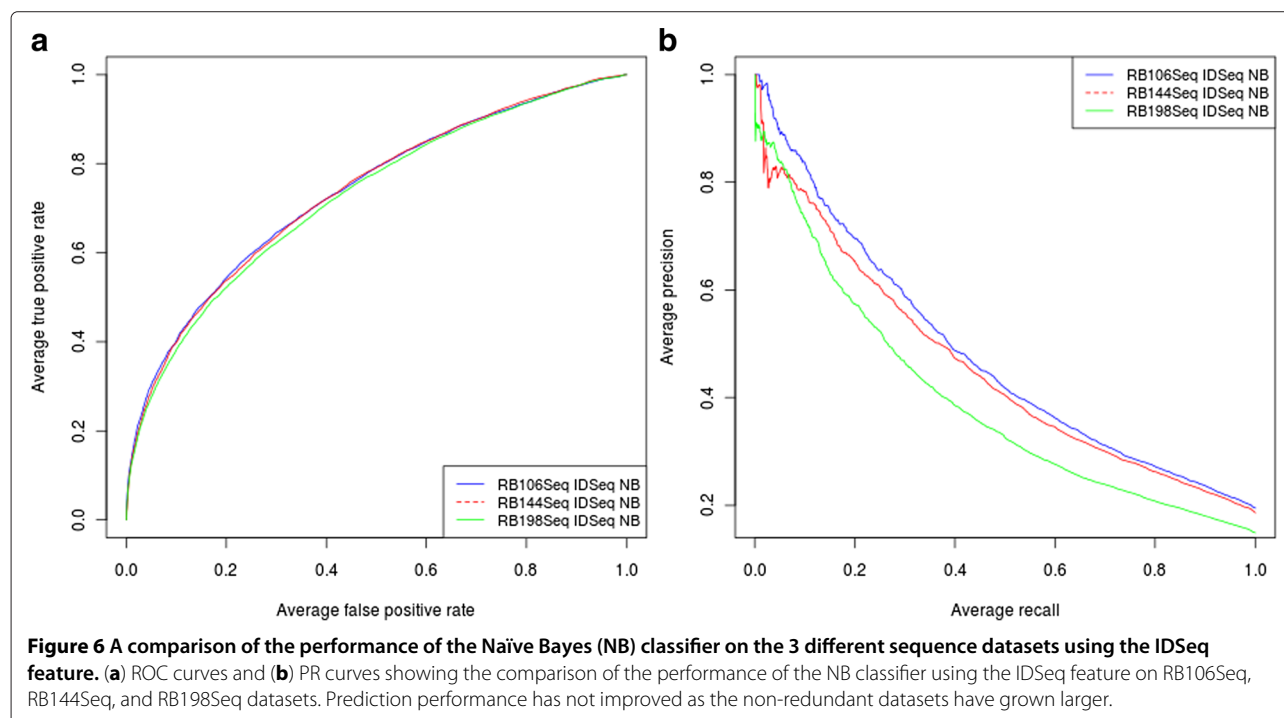 a
1.0
0.8
0.6
0.4
0.2
0.0
Average true positive rate
0.0 0.2 0.4 0.6 0.8 1.0
Average false positive rate
RB106Seq IDSeq NB
RB144Seq IDSeq NB
RB198Seq IDSeq NB
b
1.0
0.8
0.6
0.4
0.2
Average precision
0.0 0.2 0.4 0.6 0.8 1.0
Average recall
RB106Seq IDSeq NB
RB144Seq IDSeq NB
RB198Seq IDSeq NB
Figure 6 A comparison of the performance of the Naïve Bayes (NB) classifier on the 3 different sequence datasets using the IDSeq
feature. (a) ROC curves and (b) PR curves showing the comparison of the performance of the NB classifier using the IDSeq feature on RB106Seq,
RB144Seq, and RB198Seq datasets. Prediction performance has not improved as the non-redundant datasets have grown larger.